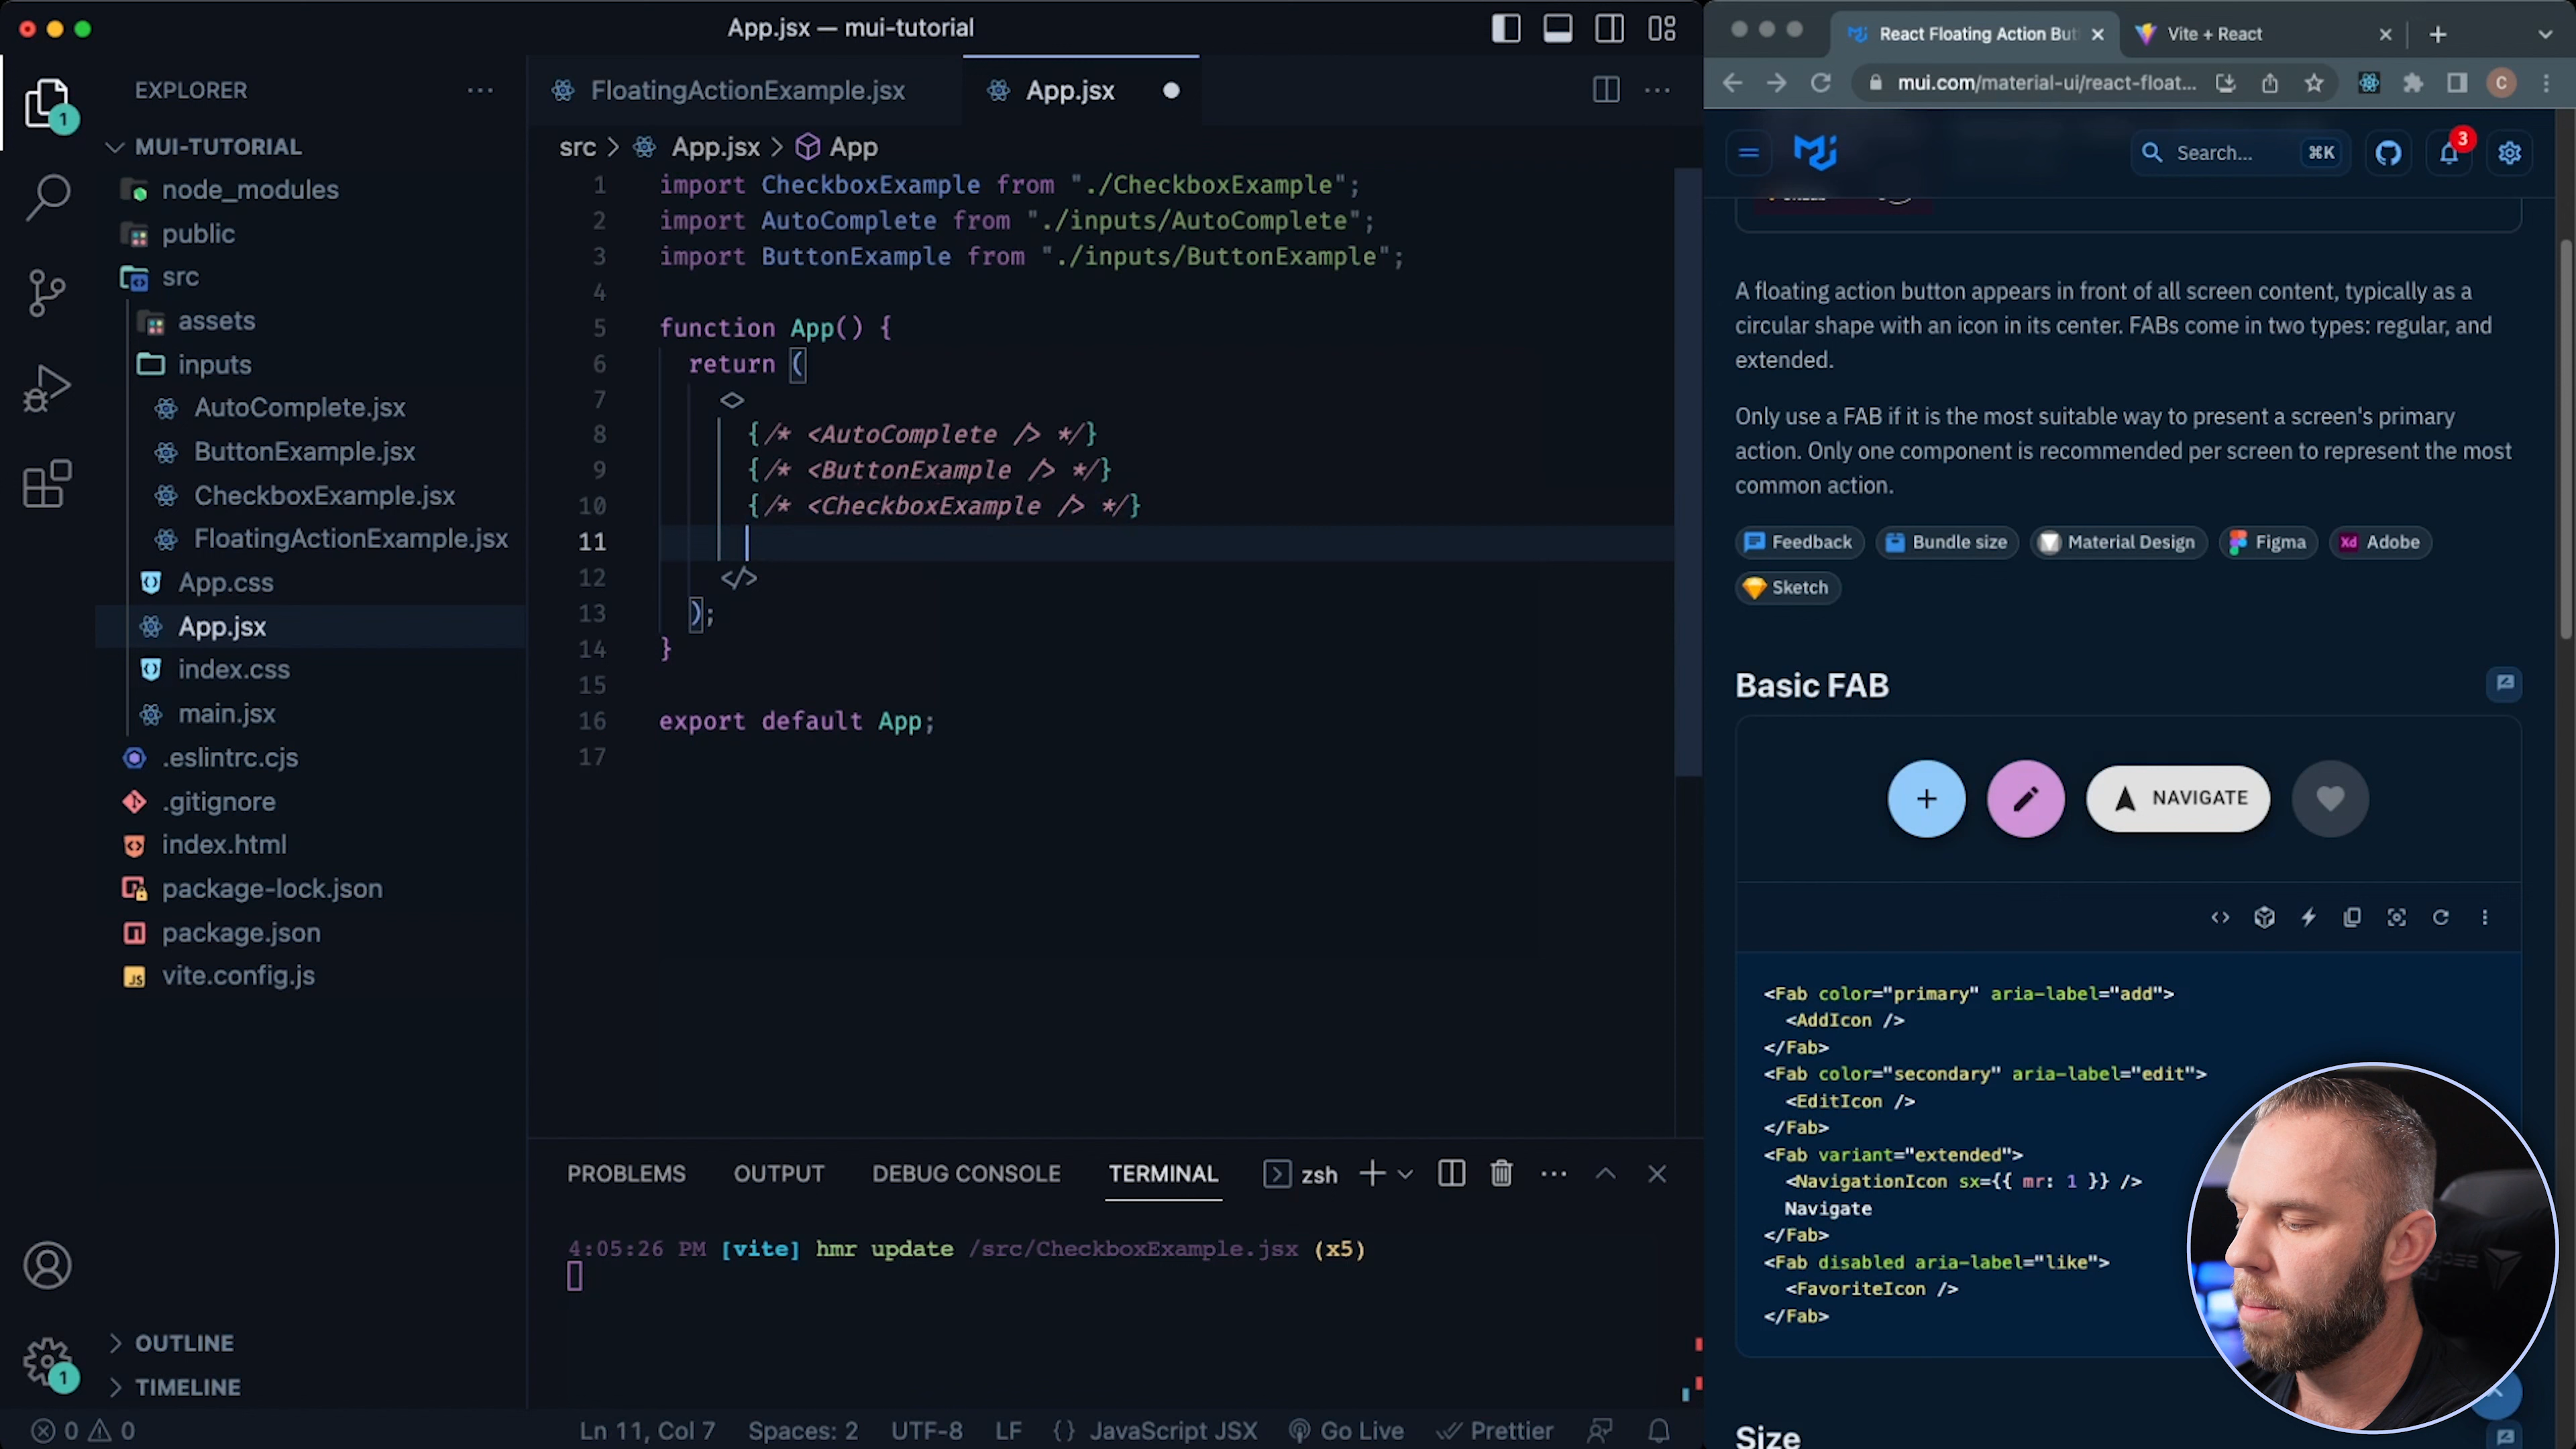 App.jsx — mui-tutorial
EXPLORER
1
MUI-TUTORIAL
node_modules
public
src
assets
inputs
AutoComplete.jsx
ButtonExample.jsx
CheckboxExample.jsx
FloatingActionExample.jsx
App.css
App.jsx
index.css
main.jsx
.eslintrc.cjs
.gitignore
index.html
package-lock.json
package.json
JS vite.config.js
OUTLINE
1
TIMELINE
FloatingActionExample.jsx
App.jsx
src > App.jsx > App
1 import CheckboxExample from "./CheckboxExample";
2 import AutoComplete from "./inputs/AutoComplete";
3 import ButtonExample from "./inputs/ButtonExample";
4
5 function App() {
6 return (
7 <>
8 {/* <AutoComplete /> */}
9 {/* <ButtonExample /> */}
10 {/* <CheckboxExample /> */}
11
12 </>
13 );
14 }
15
16 export default App;
17
PROBLEMS OUTPUT DEBUG CONSOLE TERMINAL zsh
4:05:26 PM [vite] hmr update /src/CheckboxExample.jsx (x5)
0 0 Ln 11, Col 7 Spaces: 2 UTF-8 LF {} JavaScript JSX Go Live Prettier
React Floating Action But
Vite + React
mui.com/material-ui/react-float...
C
Search... ⌘K
3
A floating action button appears in front of all screen content, typically as a
circular shape with an icon in its center. FABs come in two types: regular, and
extended.
Only use a FAB if it is the most suitable way to present a screen's primary
action. Only one component is recommended per screen to represent the most
common action.
Feedback Bundle size Material Design Figma Xd Adobe
Sketch
Basic FAB
NAVIGATE
<Fab color="primary" aria-label="add">
<AddIcon />
</Fab>
<Fab color="secondary" aria-label="edit">
<EditIcon />
</Fab>
<Fab variant="extended">
<NavigationIcon sx={{ mr: 1 }} />
Navigate
</Fab>
<Fab disabled aria-label="like">
<FavoriteIcon />
</Fab>
Size